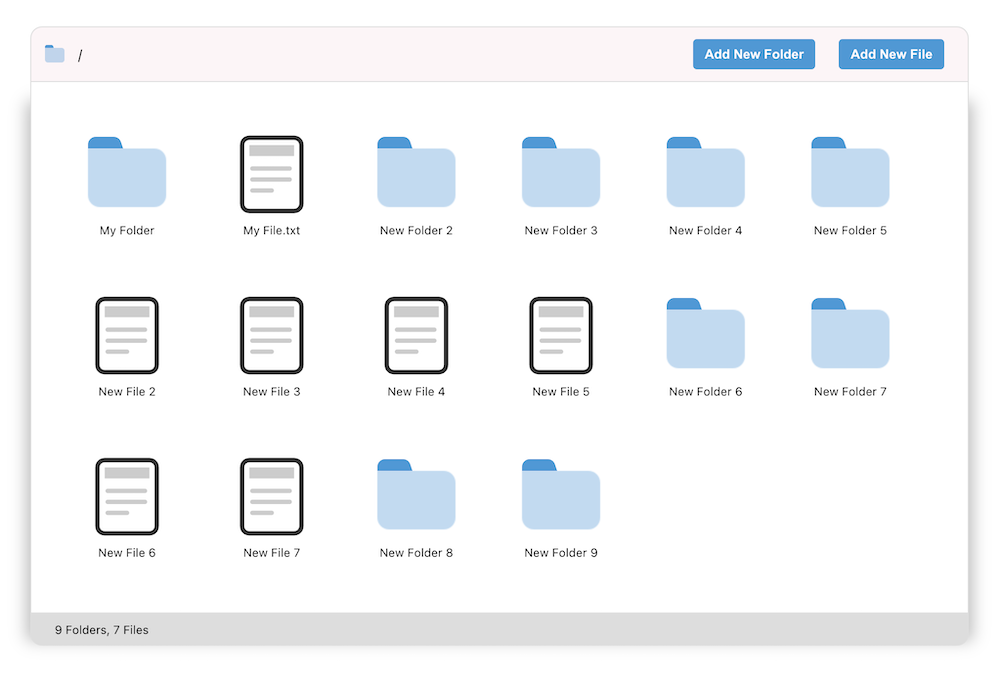 /
Add New Folder
Add New File
My Folder
My File.txt
New Folder 2
New Folder 3
New Folder 4
New Folder 5
New File 2
New File 3
New File 4
New File 5
New Folder 6
New Folder 7
New File 6
New File 7
New Folder 8
New Folder 9
9 Folders, 7 Files